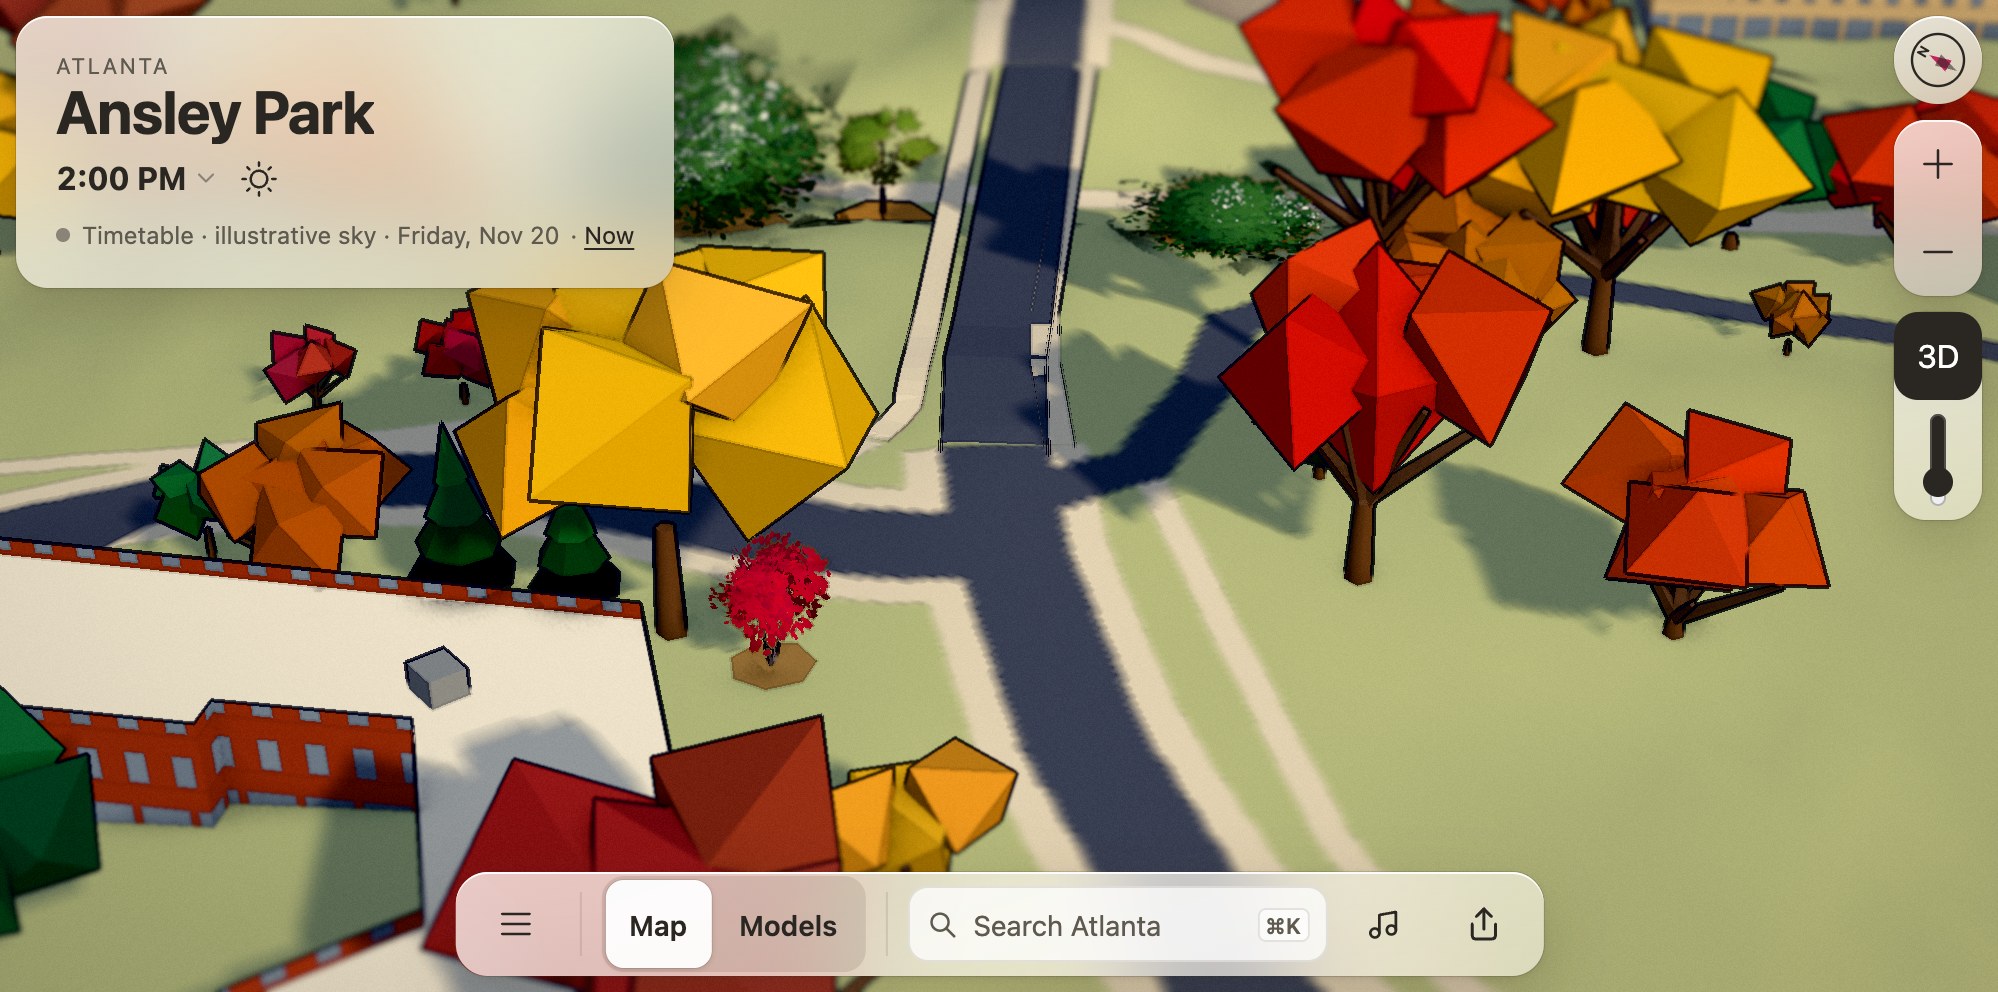 ATLANTA
Ansley Park
2:00 PM
Timetable · illustrative sky · Friday, Nov 20 · Now
N
3D
Map
Models
Search Atlanta
⌘K